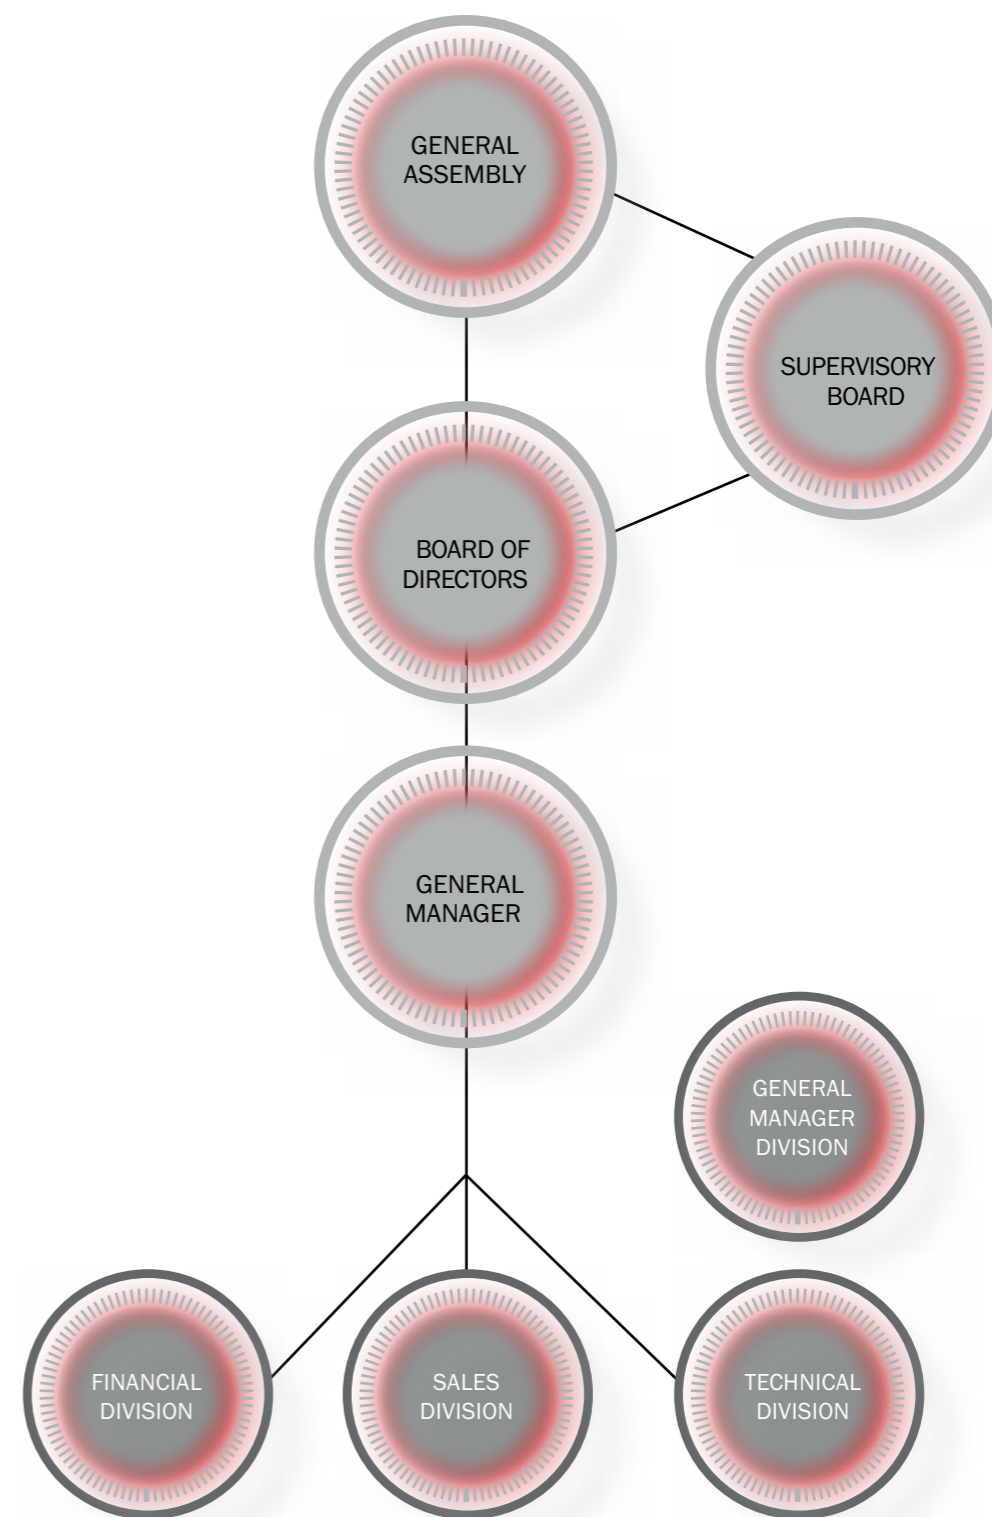 GENERAL
ASSEMBLY
SUPERVISORY
BOARD
BOARD OF
DIRECTORS
GENERAL
MANAGER
GENERAL
MANAGER
DIVISION
FINANCIAL
DIVISION
SALES
DIVISION
TECHNICAL
DIVISION